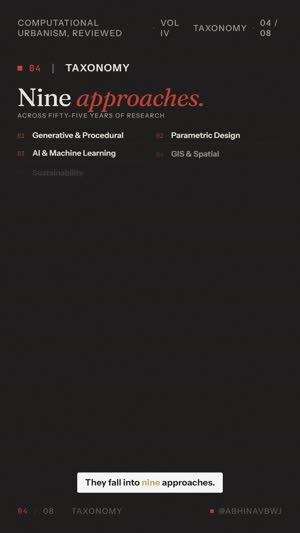 COMPUTATIONAL URBANISM, REVIEWED · VOL IV TAXONOMY · 04 / 08
04 | TAXONOMY
Nine approaches.
ACROSS FIFTY-FIVE YEARS OF RESEARCH
01 Generative & Procedural 02 Parametric Design
03 AI & Machine Learning 04 GIS & Spatial
Sustainability
They fall into nine approaches.
04 / 08 TAXONOMY @ABHINAVBWJ